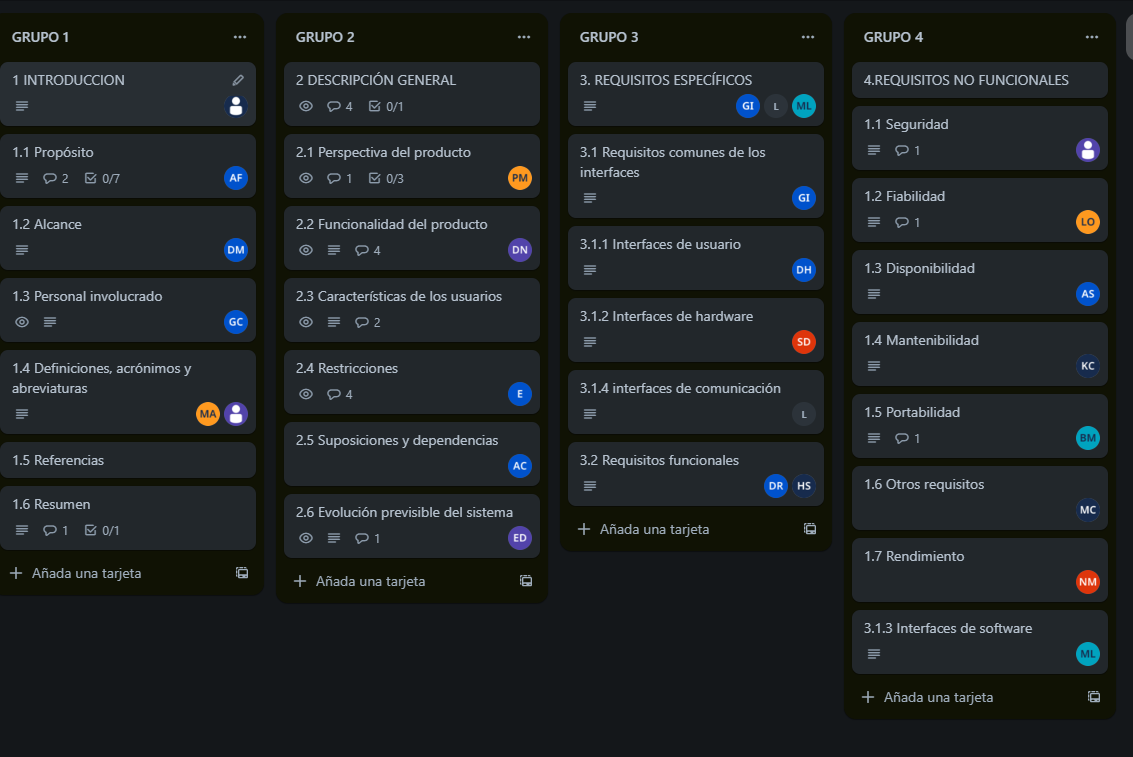 GRUPO 1
1 INTRODUCCION
1.1 Propósito
2 0/7
AF
1.2 Alcance
DM
1.3 Personal involucrado
GC
1.4 Definiciones, acrónimos y
abreviaturas
MA
1.5 Referencias
1.6 Resumen
1 0/1
+ Añada una tarjeta
GRUPO 2
2 DESCRIPCIÓN GENERAL
4 0/1
2.1 Perspectiva del producto
1 0/3
PM
2.2 Funcionalidad del producto
4
DN
2.3 Características de los usuarios
2
2.4 Restricciones
4
E
2.5 Suposiciones y dependencias
AC
2.6 Evolución previsible del sistema
1
ED
+ Añada una tarjeta
GRUPO 3
3. REQUISITOS ESPECÍFICOS
GI L ML
3.1 Requisitos comunes de los
interfaces
GI
3.1.1 Interfaces de usuario
DH
3.1.2 Interfaces de hardware
SD
3.1.4 interfaces de comunicación
L
3.2 Requisitos funcionales
DR HS
+ Añada una tarjeta
GRUPO 4
4.REQUISITOS NO FUNCIONALES
1.1 Seguridad
1
1.2 Fiabilidad
1
LO
1.3 Disponibilidad
AS
1.4 Mantenibilidad
KC
1.5 Portabilidad
1
BM
1.6 Otros requisitos
MC
1.7 Rendimiento
NM
3.1.3 Interfaces de software
ML
+ Añada una tarjeta